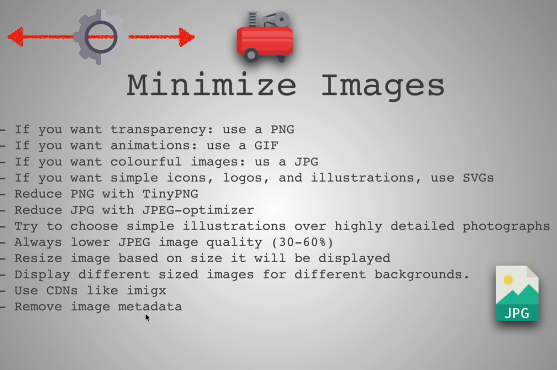 Minimize Images
- If you want transparency: use a PNG
- If you want animations: use a GIF
- If you want colourful images: us a JPG
- If you want simple icons, logos, and illustrations, use SVGs
- Reduce PNG with TinyPNG
- Reduce JPG with JPEG-optimizer
- Try to choose simple illustrations over highly detailed photographs
- Always lower JPEG image quality (30-60%)
- Resize image based on size it will be displayed
- Display different sized images for different backgrounds.
- Use CDNs like imigx
- Remove image metadata
JPG